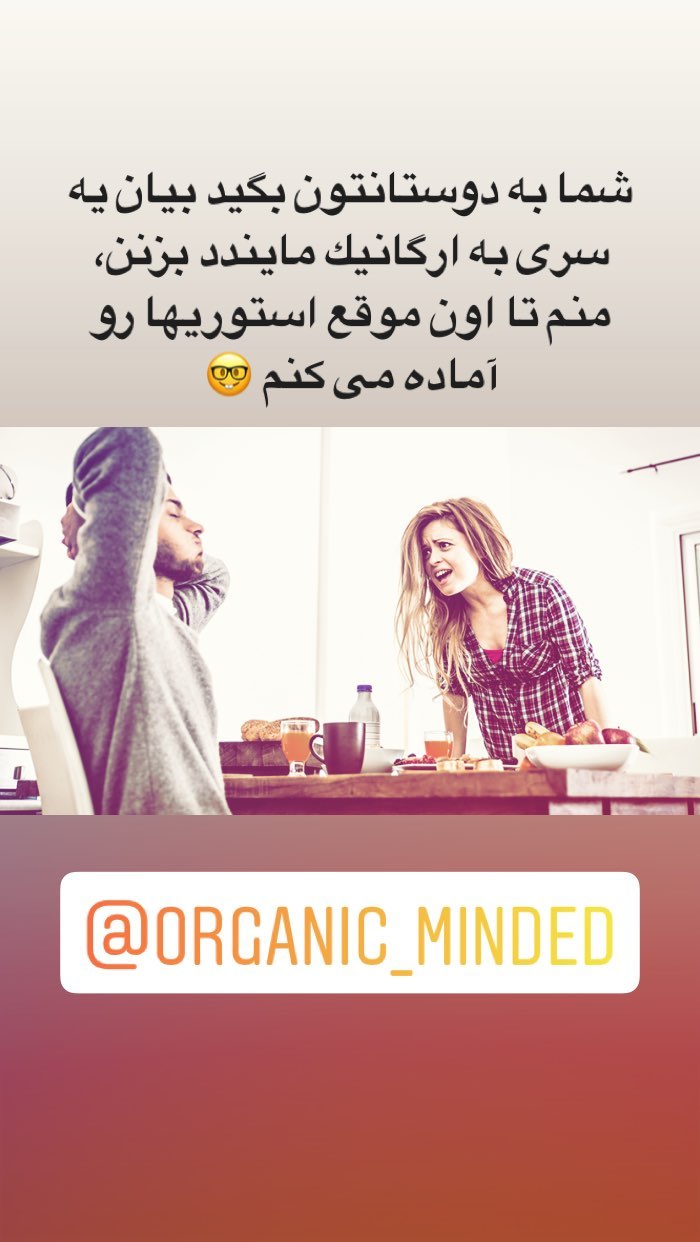 شما به دوستانتون بگید بیان یه
سری به ارگانیك مایندد بزنن،
منم تا اون موقع استوریها رو
آماده می کنم 🤓
@ORGANIC_MINDED